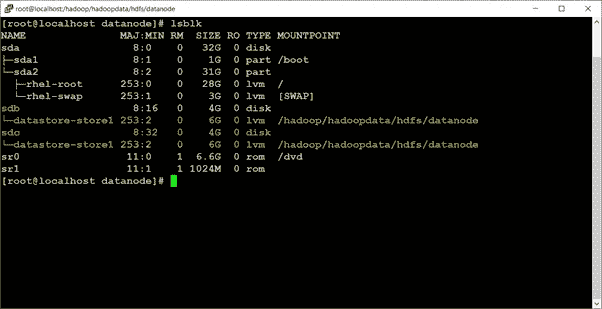 root@localhost:/hadoop/hadoopdata/hdfs/datanode
[root@localhost datanode]# lsblk
NAME MAJ:MIN RM SIZE RO TYPE MOUNTPOINT
sda 8:0 0 32G 0 disk
├─sda1 8:1 0 1G 0 part /boot
└─sda2 8:2 0 31G 0 part
├─rhel-root 253:0 0 28G 0 lvm /
└─rhel-swap 253:1 0 3G 0 lvm [SWAP]
sdb 8:16 0 4G 0 disk
└─datastore-store1 253:2 0 6G 0 lvm /hadoop/hadoopdata/hdfs/datanode
sdc 8:32 0 4G 0 disk
└─datastore-store1 253:2 0 6G 0 lvm /hadoop/hadoopdata/hdfs/datanode
sr0 11:0 1 6.6G 0 rom /dvd
sr1 11:1 1 1024M 0 rom
[root@localhost datanode]#